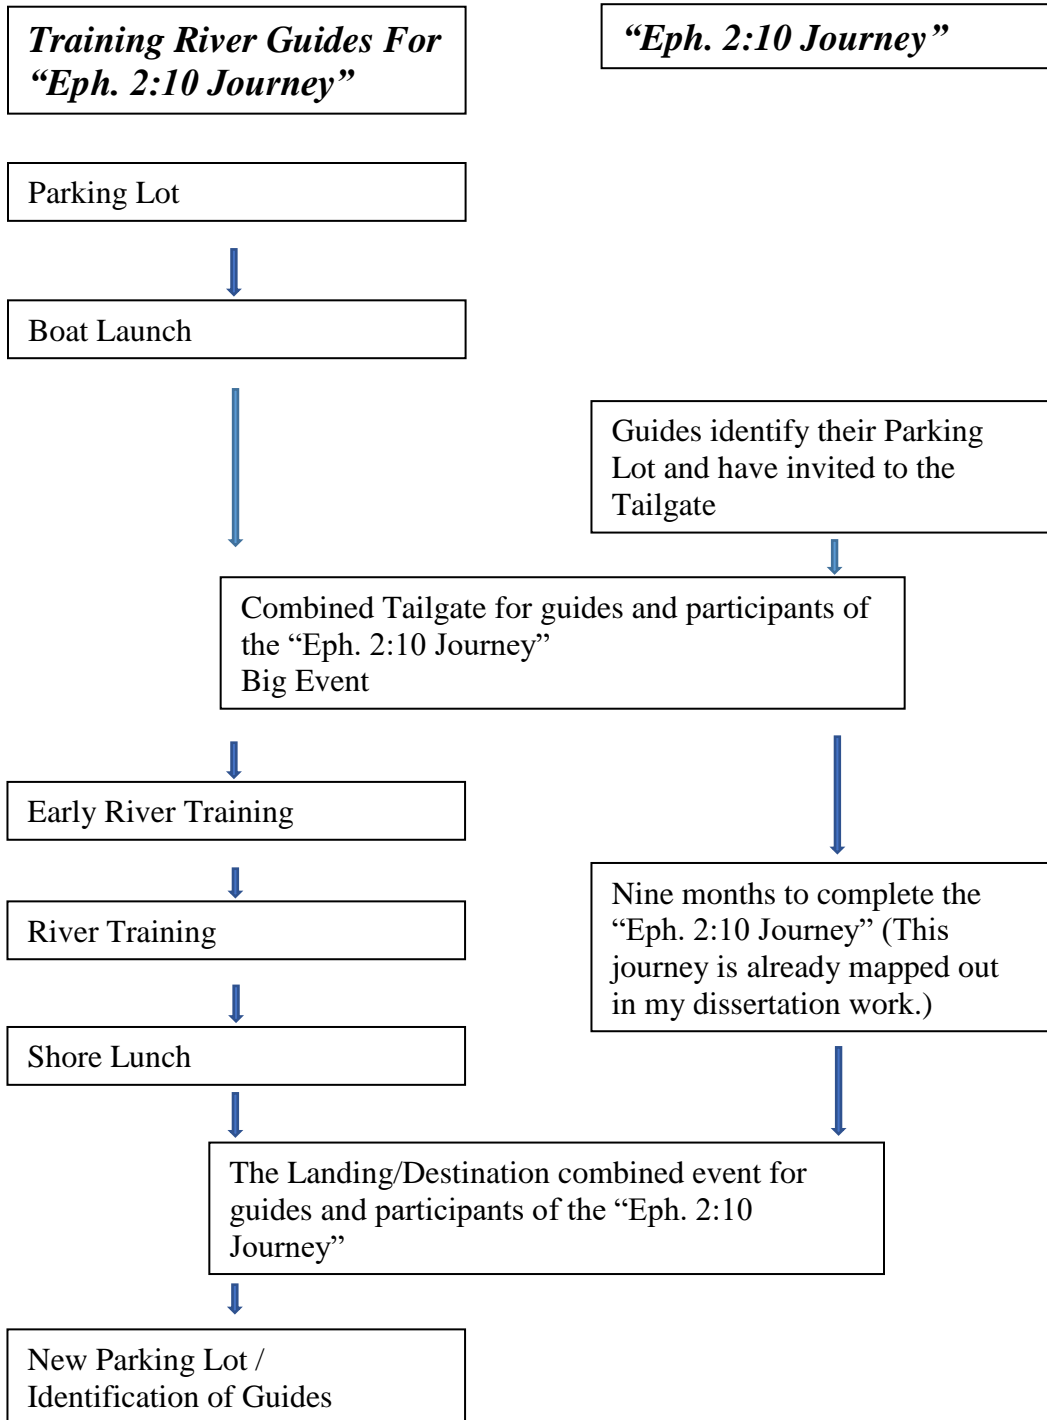 Training River Guides For
“Eph. 2:10 Journey”
“Eph. 2:10 Journey”
Parking Lot
Boat Launch
Guides identify their Parking
Lot and have invited to the
Tailgate
Combined Tailgate for guides and participants of
the “Eph. 2:10 Journey”
Big Event
Early River Training
River Training
Shore Lunch
Nine months to complete the
“Eph. 2:10 Journey” (This
journey is already mapped out
in my dissertation work.)
The Landing/Destination combined event for
guides and participants of the “Eph. 2:10
Journey”
New Parking Lot /
Identification of Guides